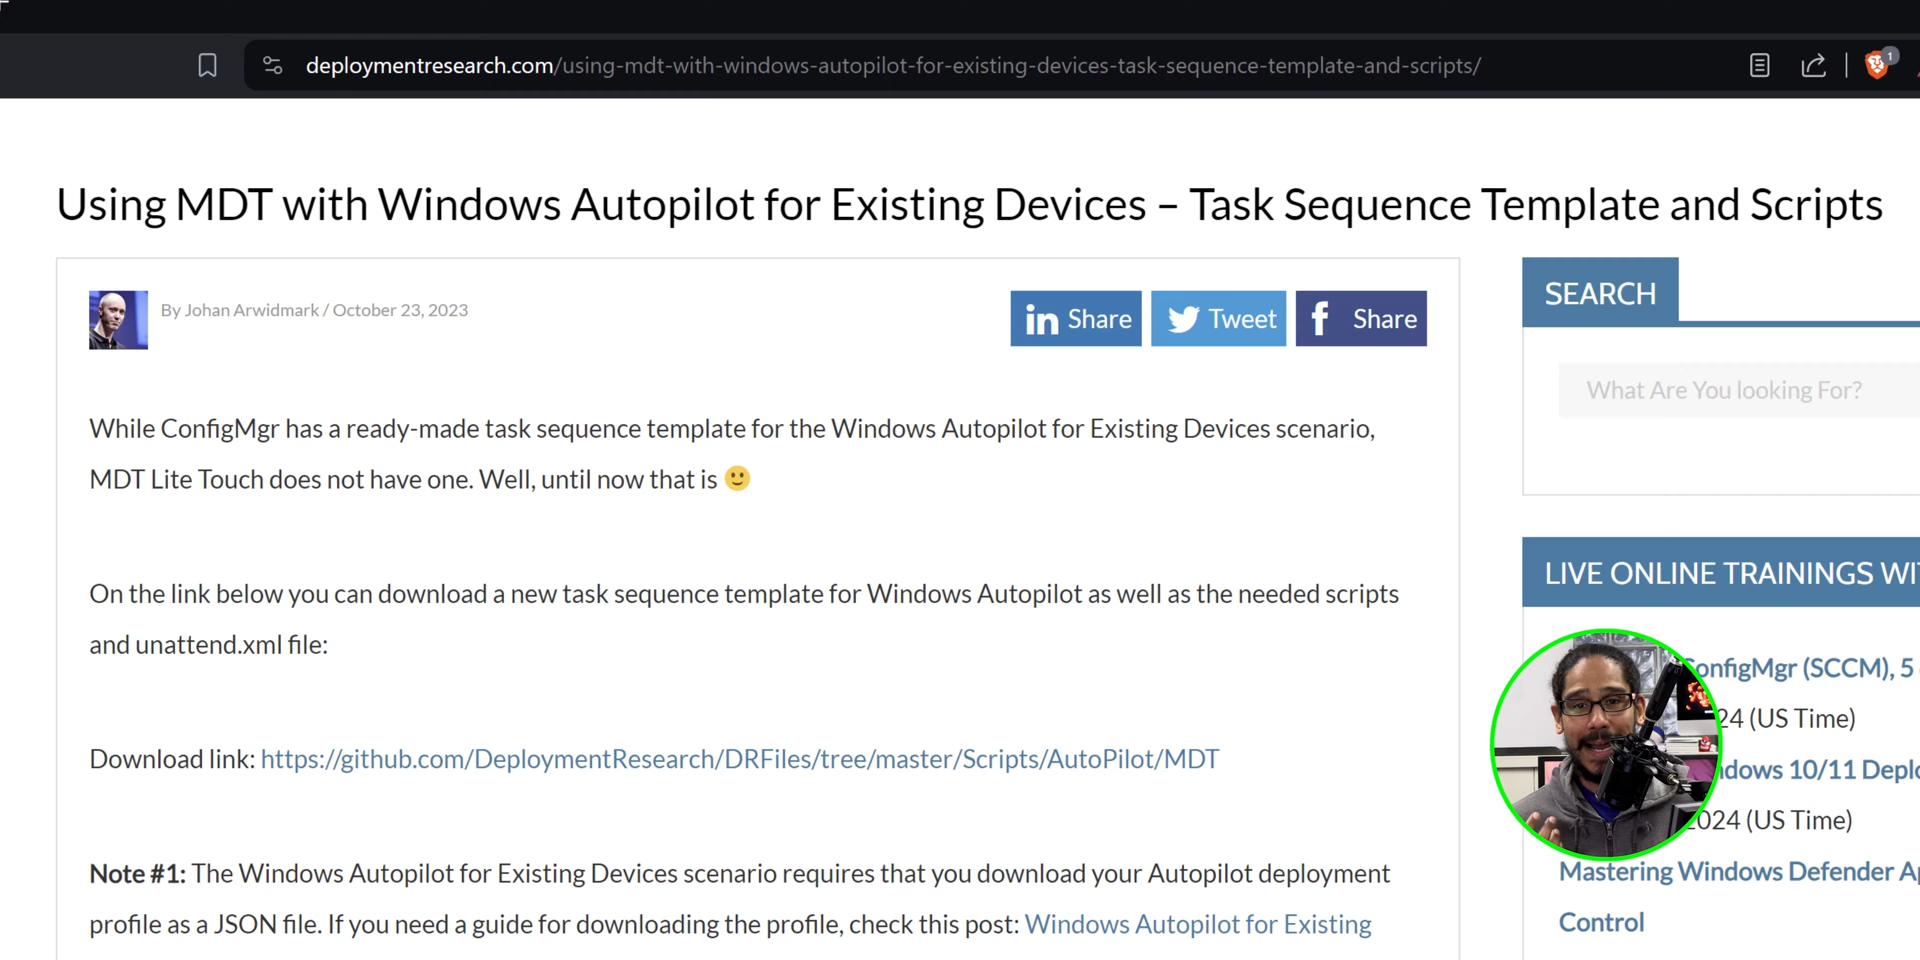 deploymentresearch.com/using-mdt-with-windows-autopilot-for-existing-devices-task-sequence-template-and-scripts/
1
Using MDT with Windows Autopilot for Existing Devices – Task Sequence Template and Scripts
By Johan Arwidmark / October 23, 2023
in Share
Tweet
f Share
While ConfigMgr has a ready-made task sequence template for the Windows Autopilot for Existing Devices scenario,
MDT Lite Touch does not have one. Well, until now that is 🙂
On the link below you can download a new task sequence template for Windows Autopilot as well as the needed scripts
and unattend.xml file:
Download link: https://github.com/DeploymentResearch/DRFiles/tree/master/Scripts/AutoPilot/MDT
Note #1: The Windows Autopilot for Existing Devices scenario requires that you download your Autopilot deployment
profile as a JSON file. If you need a guide for downloading the profile, check this post: Windows Autopilot for Existing
SEARCH
What Are You looking For?
LIVE ONLINE TRAININGS WI
ConfigMgr (SCCM), 5
24 (US Time)
dows 10/11 Deplo
2024 (US Time)
Mastering Windows Defender Ap
Control